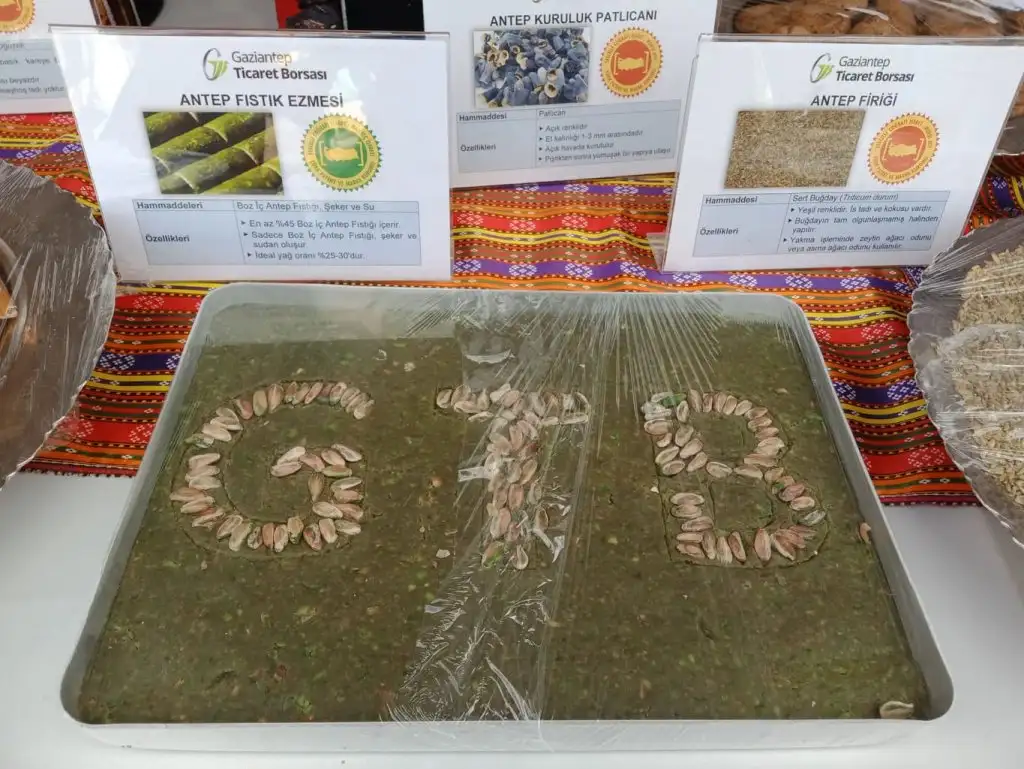 Gaziantep
Ticaret Borsası
ANTEP FISTIK EZMESİ
Hammaddeleri
Boz İç Antep Fıstığı, Şeker ve Su
Özellikleri
En az %45 Boz İç Antep Fıstığı içerir.
Sadece Boz İç Antep Fıstığı, şeker ve
sudan oluşur
İdeal yağ oranı %25-30'dur.
ANTEP KURULUK PATLICANI
Hammaddesi
Patlıcan
Özellikleri
Açık renklidir
Et kalınlığı 1-3 mm arasındadır
Açık havada kurutulur
Piştikten sonra yumuşak bir yapıya ulaşır
Gaziantep
Ticaret Borsası
ANTEP FİRİĞİ
Hammaddesi
Sert Buğday (Triticum durum)
Özellikleri
Yeşil renklidir. İs tadı ve kokusu vardır.
Buğdayın tam olgunlaşmamış halinden
yapılır.
Yakma işleminde zeytin ağacı odunu
veya asma ağacı odunu kullanılır.
GTB